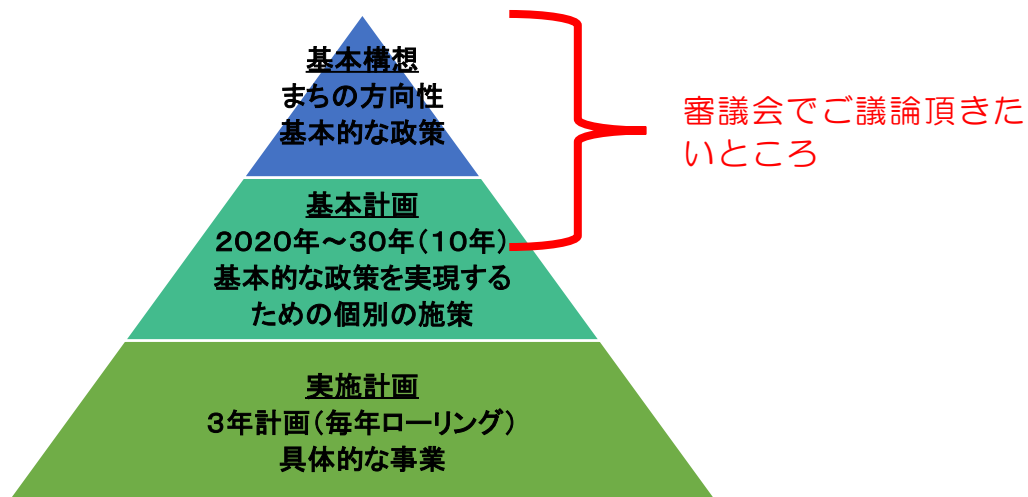 基本構想
まちの方向性
基本的な政策
審議会でご議論頂きた
いところ
基本計画
2020年～30年（10年）
基本的な政策を実現する
ための個別の施策
実施計画
3年計画（毎年ローリング）
具体的な事業